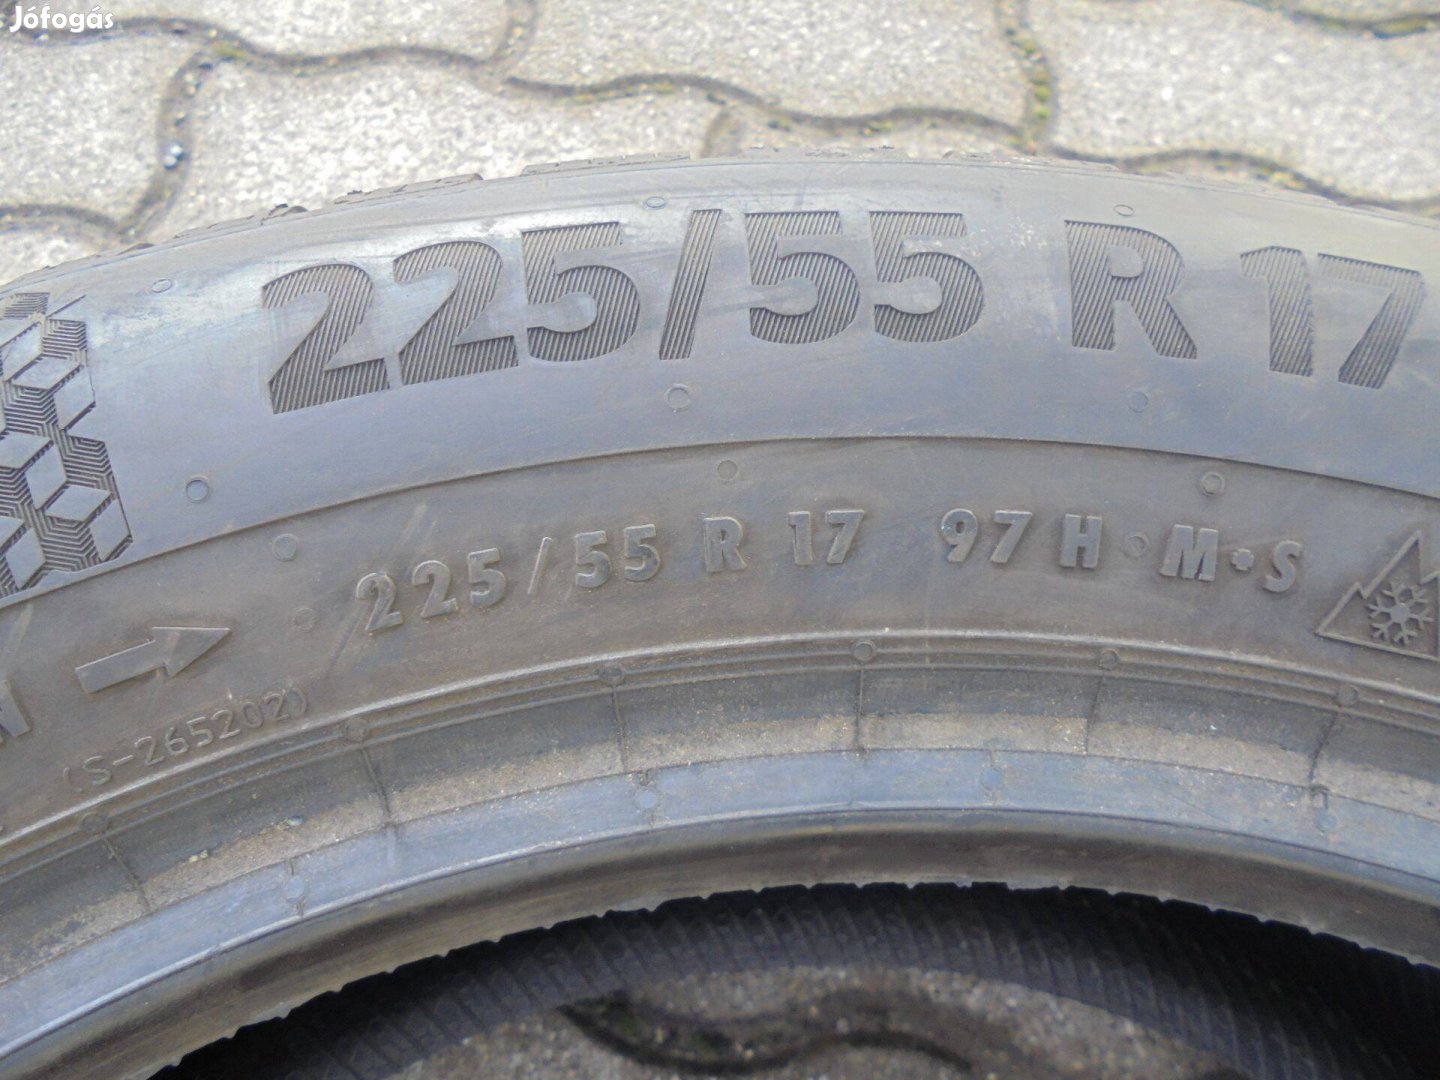 Jófogás
225/55 R 17
225/55 R 17 97 H · M·S
(S-265202)